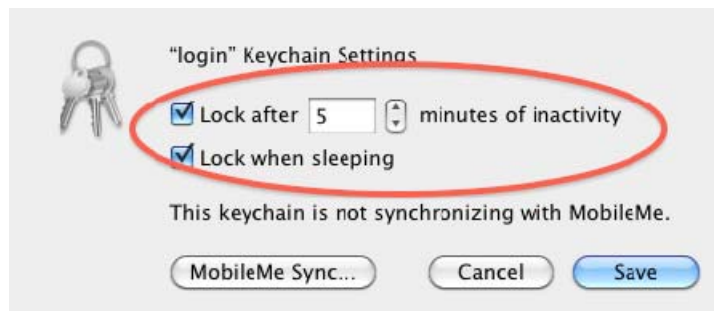 “login” Keychain Settings
Lock after 5 minutes of inactivity
Lock when sleeping
This keychain is not synchronizing with MobileMe.
MobileMe Sync... Cancel Save